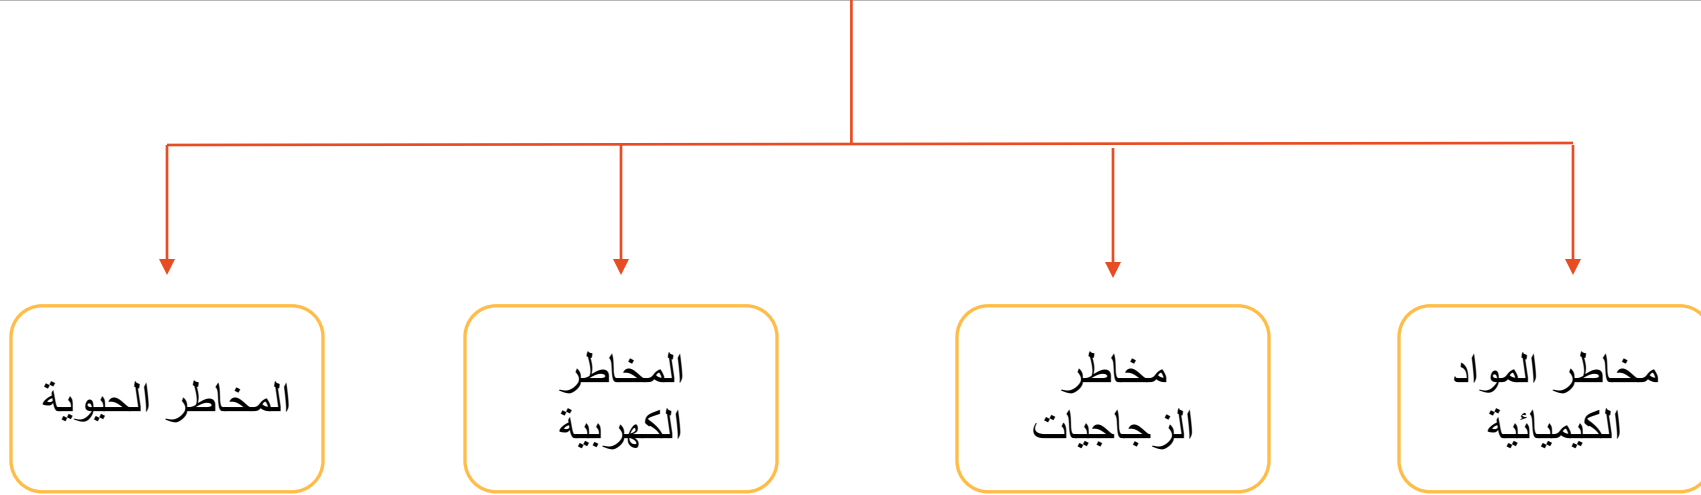 مخاطر المواد
الكيميائية
مخاطر
الزجاجيات
المخاطر
الكهربية
المخاطر الحيوية